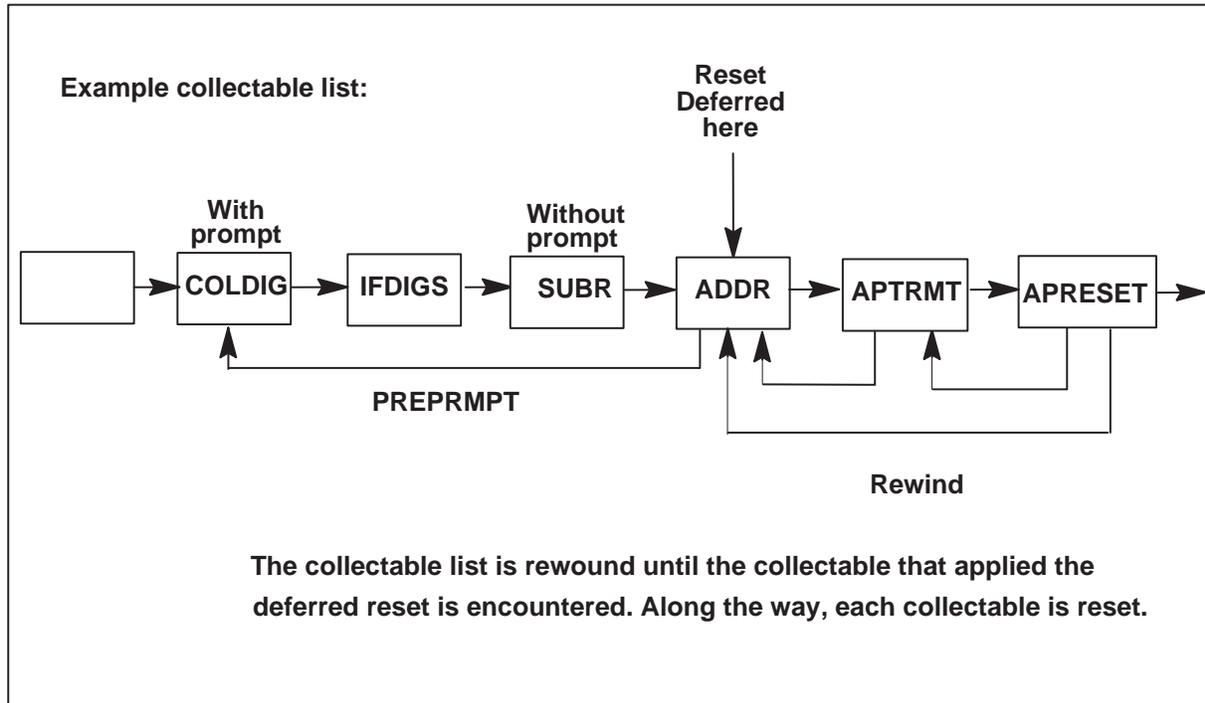 Example collectable list:
Reset
Deferred
here
With
prompt
Without
prompt
COLDIG
IFDIGS
SUBR
ADDR
APTRMT
APRESET
PREPRMPT
Rewind
The collectable list is rewound until the collectable that applied the
deferred reset is encountered. Along the way, each collectable is reset.